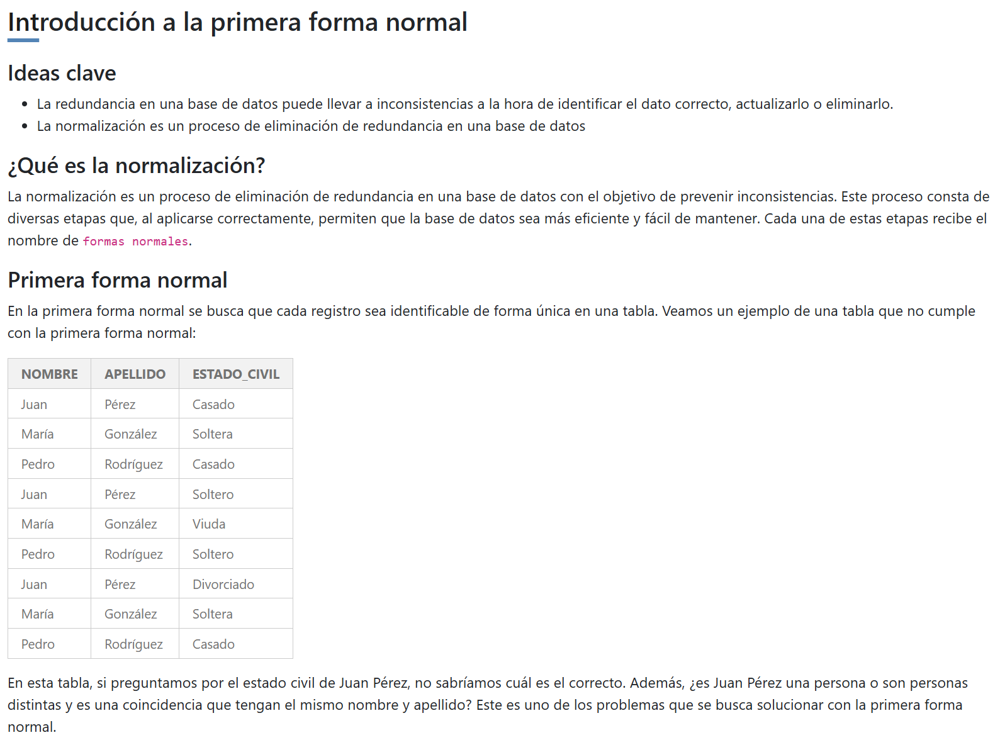 Introducción a la primera forma normal
Ideas clave
• La redundancia en una base de datos puede llevar a inconsistencias a la hora de identificar el dato correcto, actualizarlo o eliminarlo.
• La normalización es un proceso de eliminación de redundancia en una base de datos
¿Qué es la normalización?
La normalización es un proceso de eliminación de redundancia en una base de datos con el objetivo de prevenir inconsistencias. Este proceso consta de
diversas etapas que, al aplicarse correctamente, permiten que la base de datos sea más eficiente y fácil de mantener. Cada una de estas etapas recibe el
nombre de formas normales.
Primera forma normal
En la primera forma normal se busca que cada registro sea identificable de forma única en una tabla. Veamos un ejemplo de una tabla que no cumple
con la primera forma normal:
NOMBRE APELLIDO ESTADO_CIVIL
Juan Pérez Casado
María González Soltera
Pedro Rodríguez Casado
Juan Pérez Soltero
María González Viuda
Pedro Rodríguez Soltero
Juan Pérez Divorciado
María González Soltera
Pedro Rodríguez Casado
En esta tabla, si preguntamos por el estado civil de Juan Pérez, no sabríamos cuál es el correcto. Además, ¿es Juan Pérez una persona o son personas
distintas y es una coincidencia que tengan el mismo nombre y apellido? Este es uno de los problemas que se busca solucionar con la primera forma
normal.